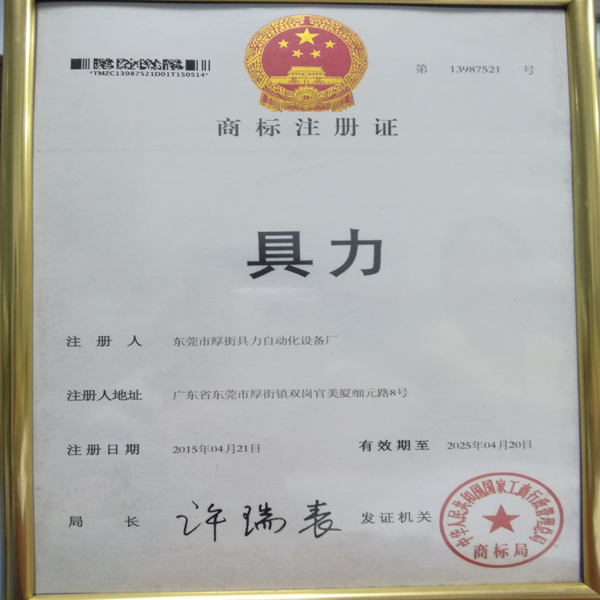 *TMZC13987521D01T150514*
第 13987521 号
商标注册证
具力
注册人 东莞市厚街具力自动化设备厂
注册人地址 广东省东莞市厚街镇双岗官美厦细元路8号
注册日期 2015年04月21日 有效期至 2025年04月20日
局长 许瑞表 发证机关
中华人民共和国国家工商行政管理总局
商标局